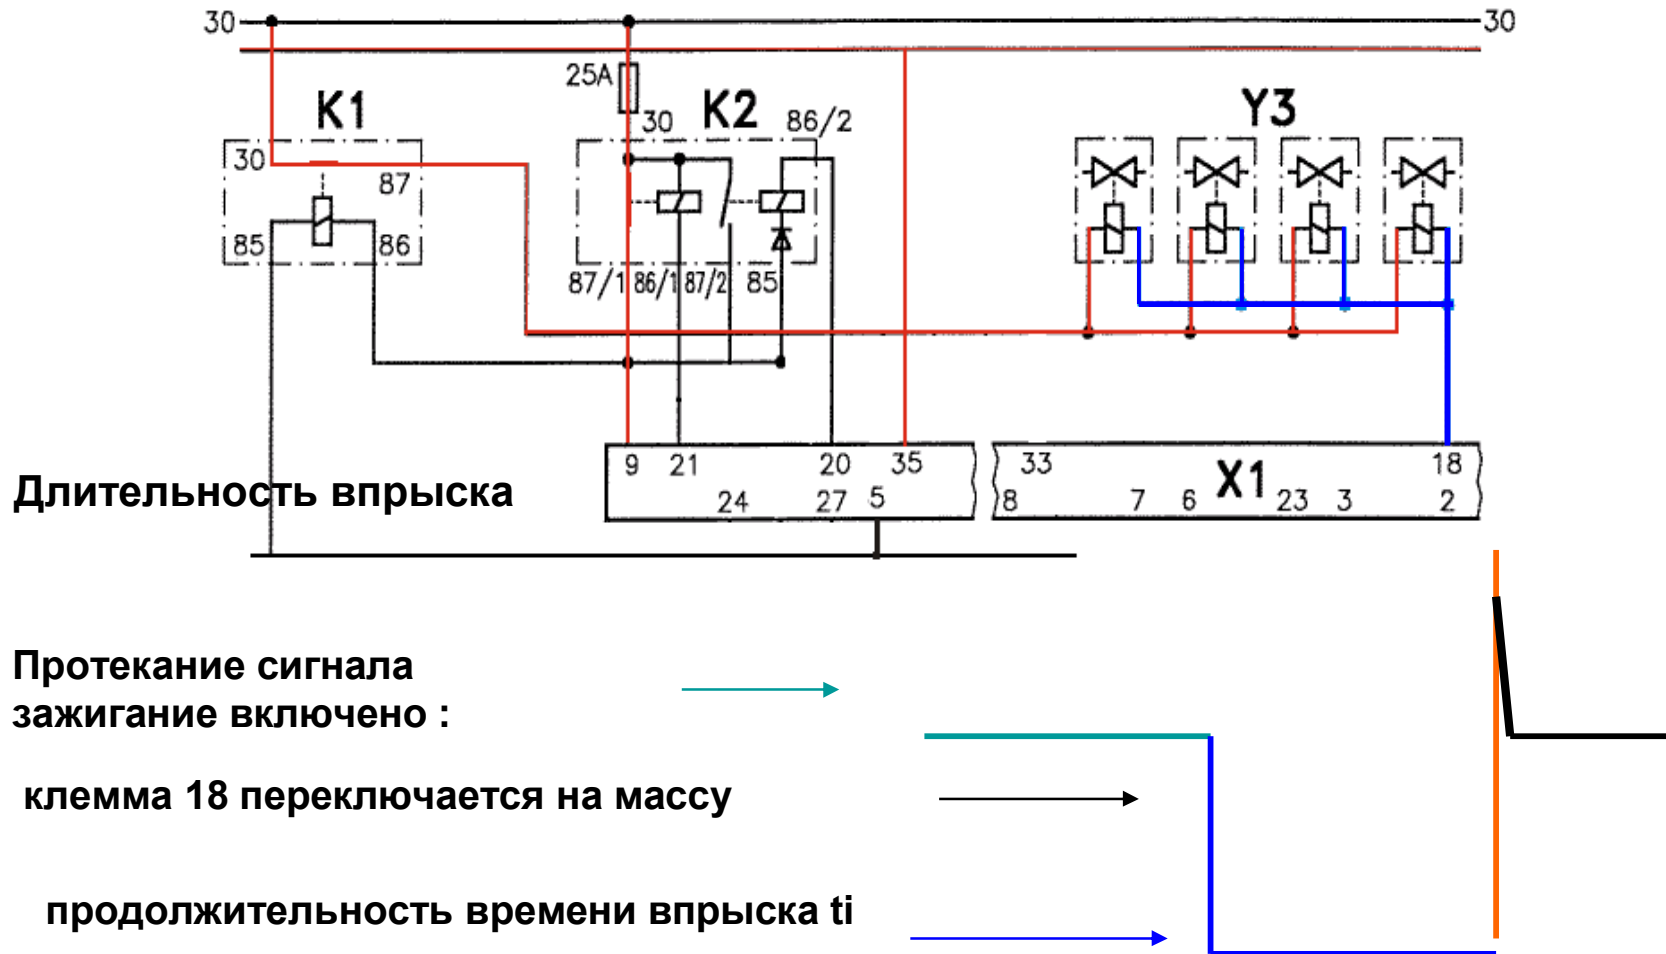 30 30
25A
K1 K2 Y3
30 86/2
30
87
85 86
87/1 86/1 87/2 85
9 21 20 35 33 X1 18
Длительность впрыска
24 27 5 8 7 6 23 3 2
Протекание сигнала
зажигание включено :
клемма 18 переключается на массу
продолжительность времени впрыска ti